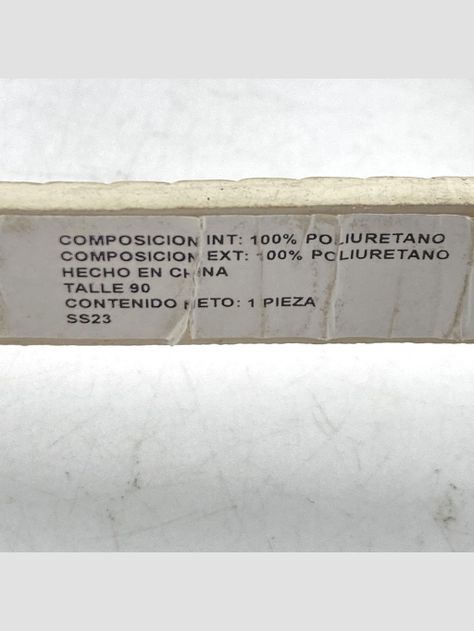 COMPOSICION INT: 100% POLIURETANO
COMPOSICION EXT: 100% POLIURETANO
HECHO EN CHINA
TALLE 90
CONTENIDO NETO: 1 PIEZA
SS23